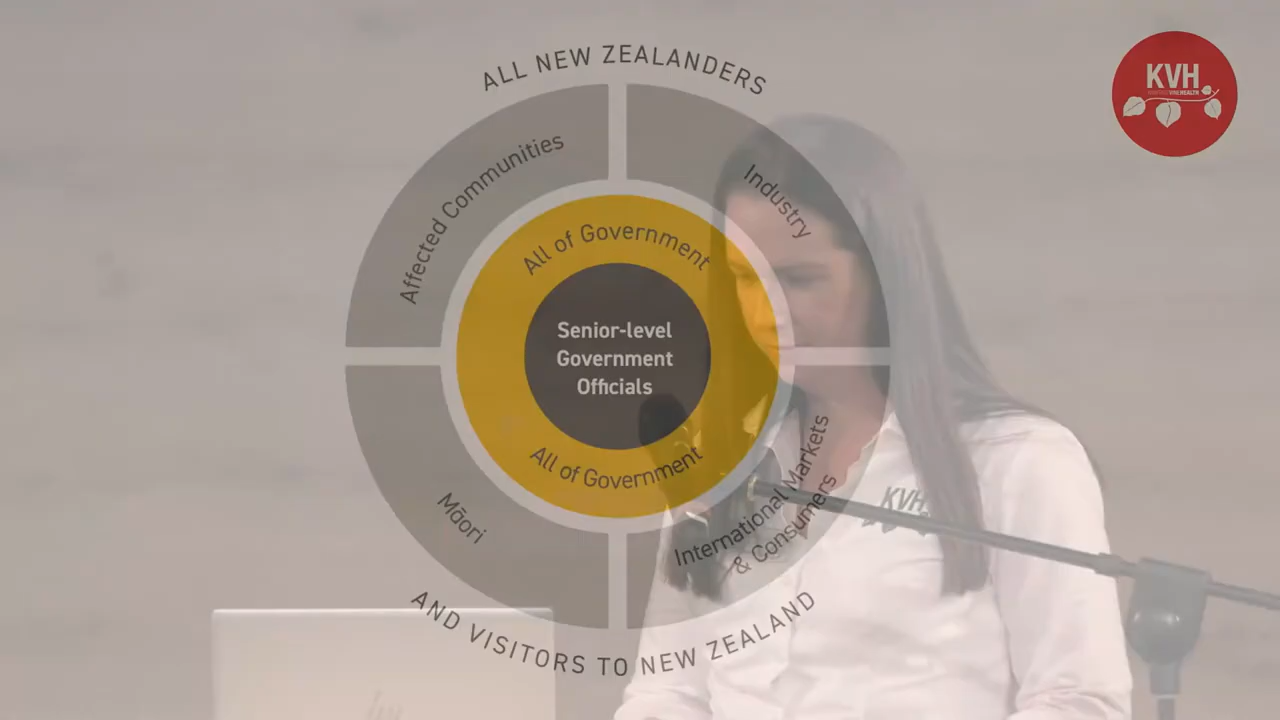 ALL NEW ZEALANDERS
KVH
Affected Communities
Industry
All of Government
Senior-level
Government
Officials
All of Government
Māori
International Markets
& Consumers
KVH
AND VISITORS TO NEW ZEALAND
hp